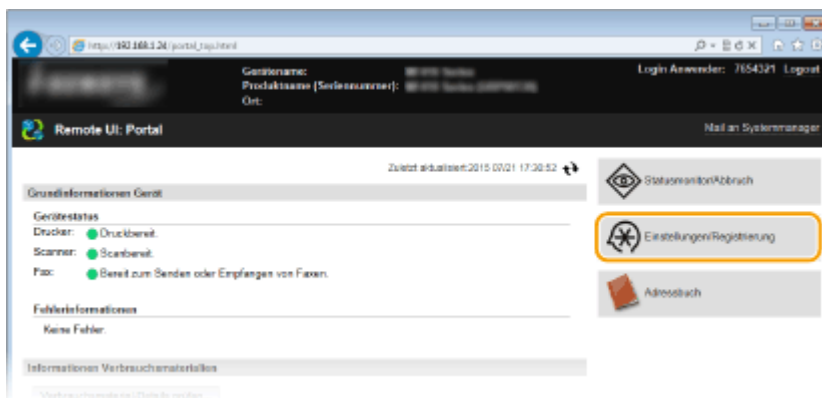 http://192.168.1.24/portal_top.html
Gerätename:
Produktname (Seriennummer):
Ort:
Login Anwender: 7654321 Logout
Remote UI: Portal
Mail an Systemmanager
Zuletzt aktualisiert:2015 07/21 17:30:52
Grundinformationen Gerät
Gerätestatus
Drucker: Druckbereit.
Scanner: Scanbereit.
Fax: Bereit zum Senden oder Empfangen von Faxen.
Fehlerinformationen
Keine Fehler.
Informationen Verbrauchsmaterialien
Statusmonitor/Abbruch
Einstellungen/Registrierung
Adressbuch